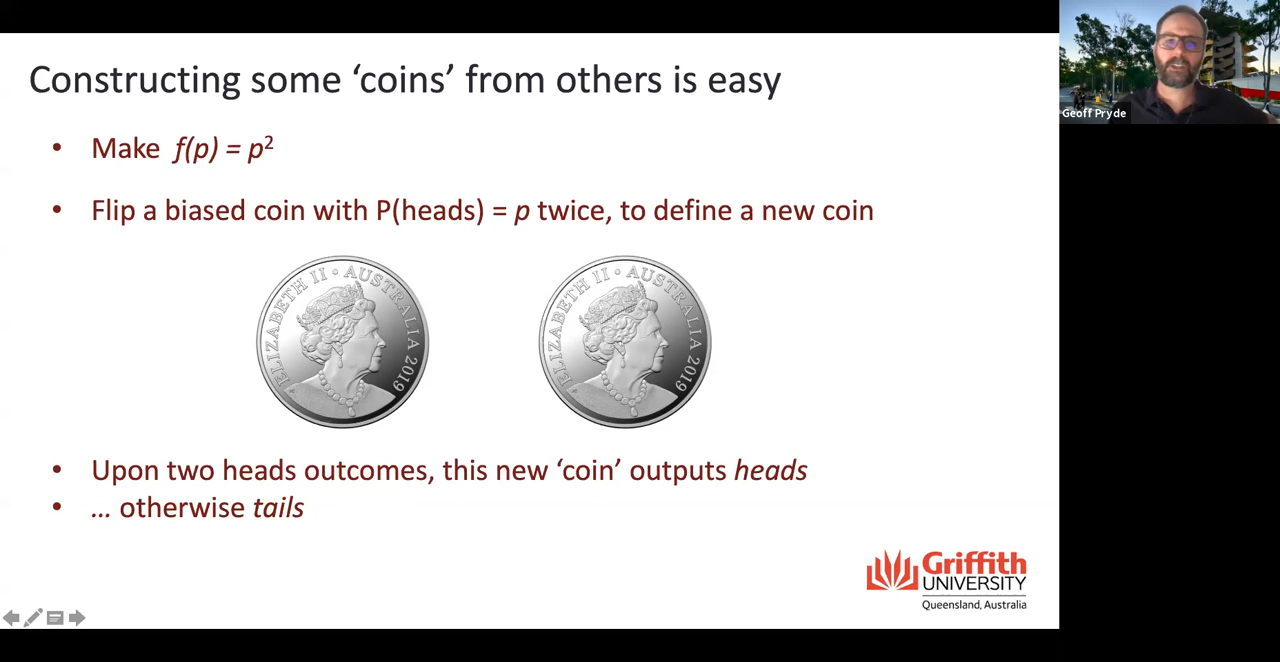 Constructing some ‘coins’ from others is easy
• Make f(p) = p²
• Flip a biased coin with P(heads) = p twice, to define a new coin
ELIZABETH II • AUSTRALIA 2019
ELIZABETH II • AUSTRALIA 2019
• Upon two heads outcomes, this new ‘coin’ outputs heads
• … otherwise tails
Griffith
UNIVERSITY
Queensland, Australia
Geoff Pryde